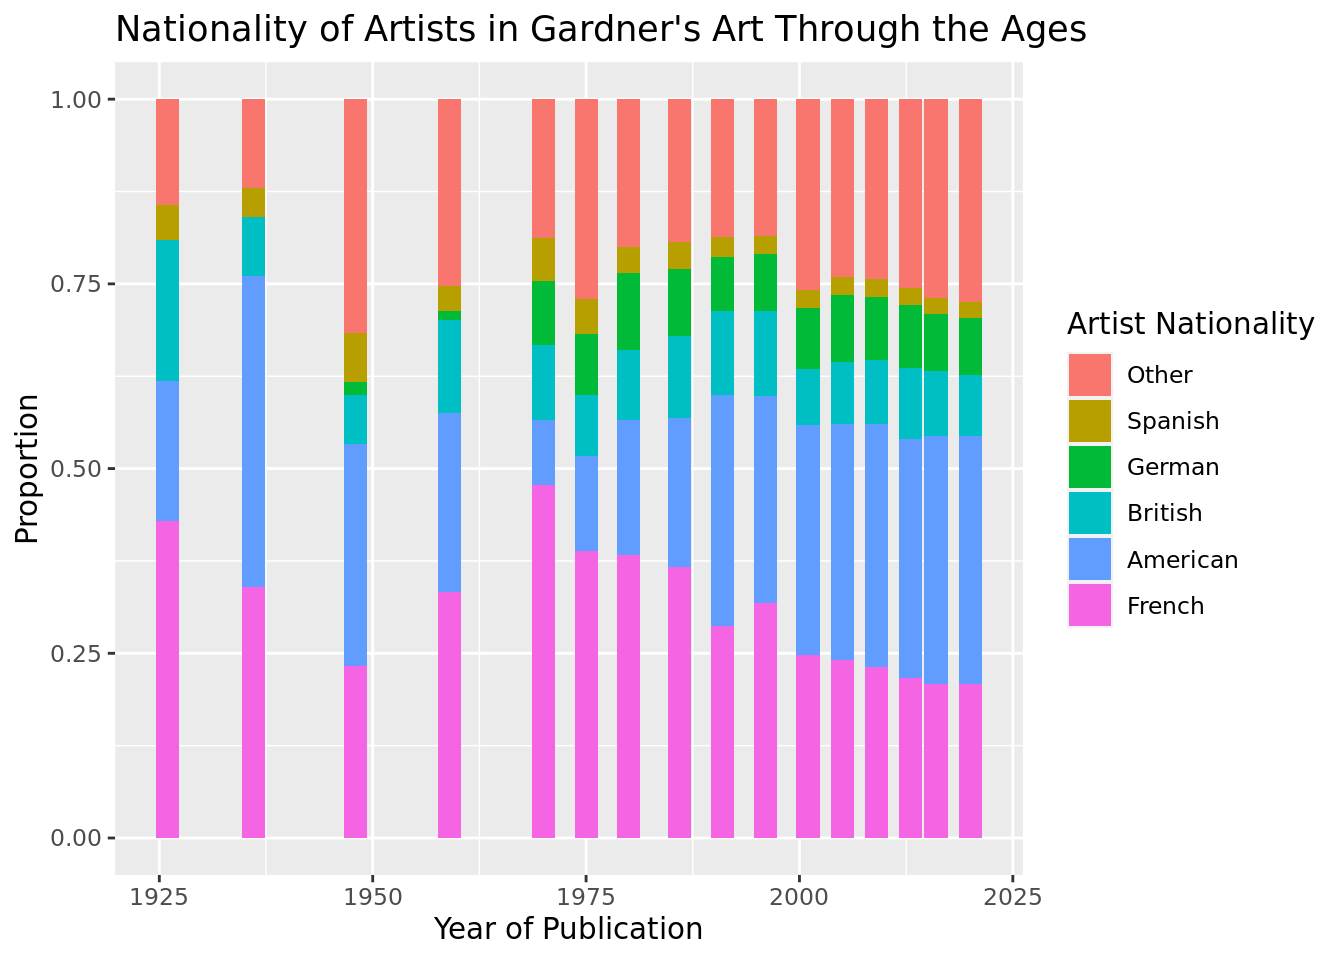 Nationality of Artists in Gardner's Art Through the Ages
1.00
0.75
0.50
0.25
0.00
Proportion
1925 1950 1975 2000 2025
Year of Publication
Artist Nationality
Other
Spanish
German
British
American
French